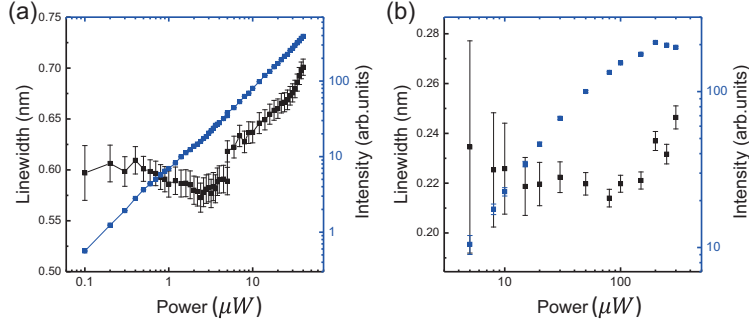 (a)
0.75
0.70
0.65
0.60
0.55
0.50
Linewidth (nm)
0.1
1
10
Power (μW)
100
10
1
Intensity (arb.units)
(b)
0.28
0.26
0.24
0.22
0.20
Linewidth (nm)
10
100
Power (μW)
100
10
Intensity (arb.units)